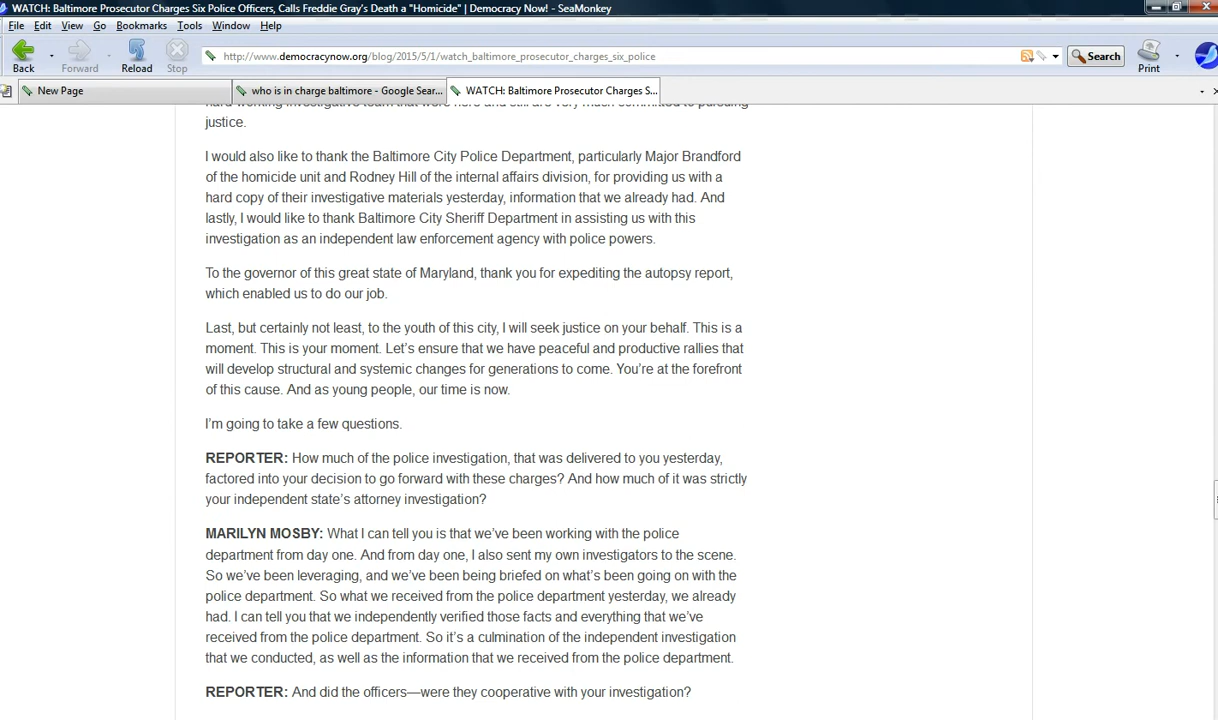 WATCH: Baltimore Prosecutor Charges Six Police Officers, Calls Freddie Gray's Death a "Homicide" | Democracy Now! - SeaMonkey
File Edit View Go Bookmarks Tools Window Help
Back Forward Reload Stop http://www.democracynow.org/blog/2015/5/1/watch_baltimore_prosecutor_charges_six_police Search Print
New Page who is in charge baltimore - Google Sear... WATCH: Baltimore Prosecutor Charges S...
hard working investigative team that were here and still are very much committed to pursuing
justice.
I would also like to thank the Baltimore City Police Department, particularly Major Brandford
of the homicide unit and Rodney Hill of the internal affairs division, for providing us with a
hard copy of their investigative materials yesterday, information that we already had. And
lastly, I would like to thank Baltimore City Sheriff Department in assisting us with this
investigation as an independent law enforcement agency with police powers.
To the governor of this great state of Maryland, thank you for expediting the autopsy report,
which enabled us to do our job.
Last, but certainly not least, to the youth of this city, I will seek justice on your behalf. This is a
moment. This is your moment. Let’s ensure that we have peaceful and productive rallies that
will develop structural and systemic changes for generations to come. You’re at the forefront
of this cause. And as young people, our time is now.
I’m going to take a few questions.
REPORTER: How much of the police investigation, that was delivered to you yesterday,
factored into your decision to go forward with these charges? And how much of it was strictly
your independent state’s attorney investigation?
MARILYN MOSBY: What I can tell you is that we’ve been working with the police
department from day one. And from day one, I also sent my own investigators to the scene.
So we’ve been leveraging, and we’ve been being briefed on what’s been going on with the
police department. So what we received from the police department yesterday, we already
had. I can tell you that we independently verified those facts and everything that we’ve
received from the police department. So it’s a culmination of the independent investigation
that we conducted, as well as the information that we received from the police department.
REPORTER: And did the officers—were they cooperative with your investigation?